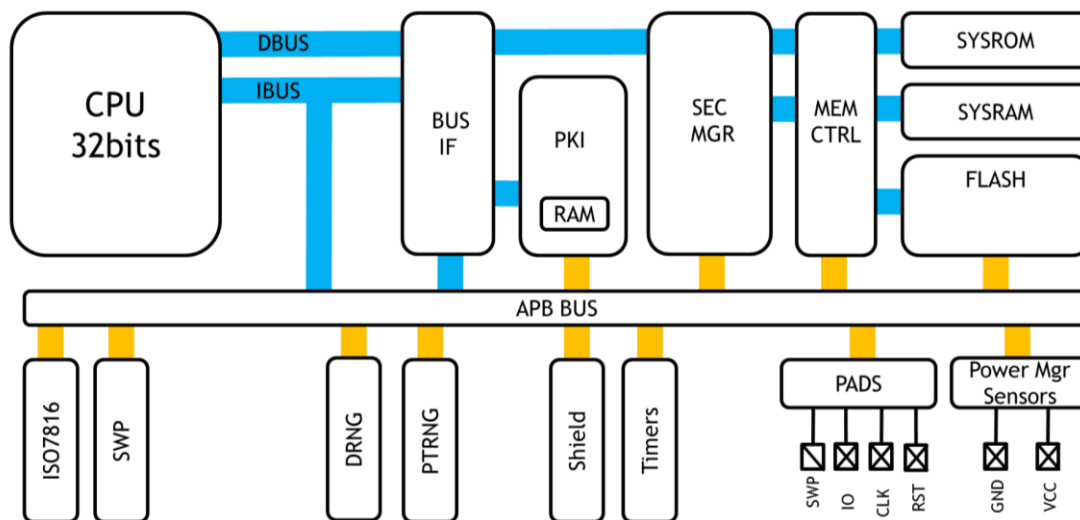 CPU
32bits
DBUS
IBUS
BUS
IF
PKI
RAM
SEC
MGR
MEM
CTRL
SYSROM
SYSRAM
FLASH
APB BUS
ISO7816
SWP
DRNG
PTRNG
Shield
Timers
PADS
Power Mgr
Sensors
SWP
IO
CLK
RST
GND
VCC